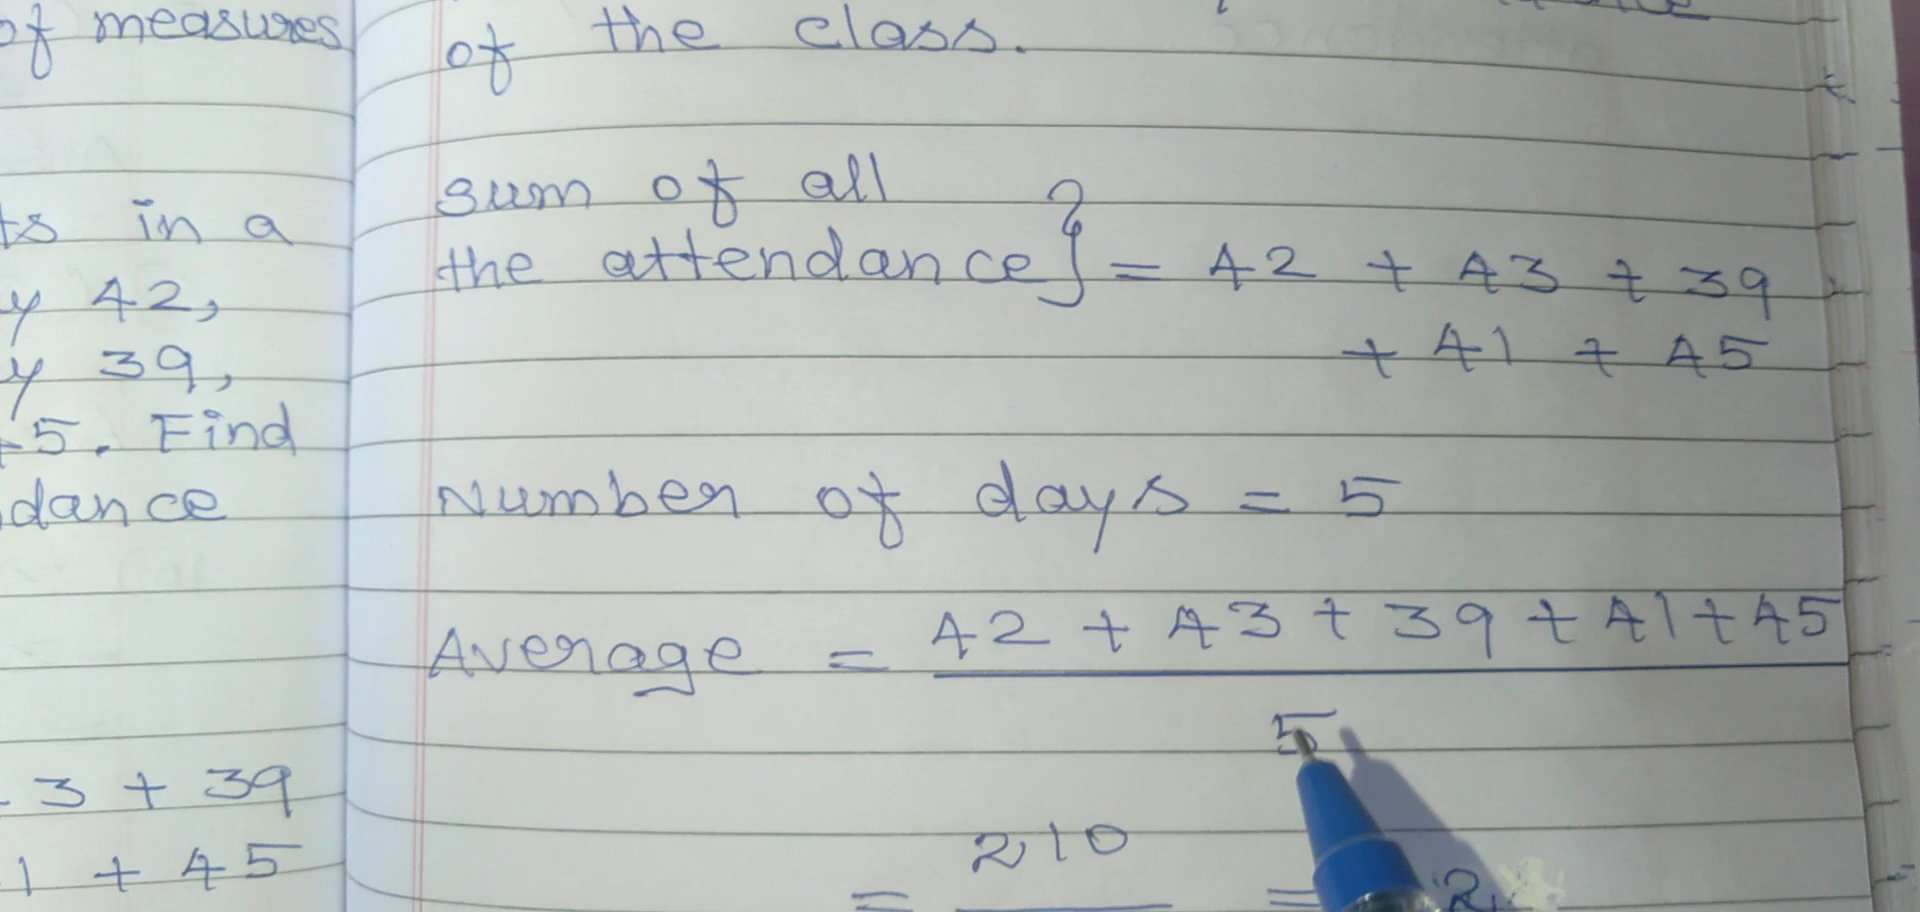 of measures
in a
42,
39,
5. Find
dance
3 + 39
1 + 45
of the class.
sum of all
the attendance} = 42 + 43 + 39
+ 41 + 45
Number of days = 5
Average = 42 + 43 + 39 + 41 + 45
5
= 210 =